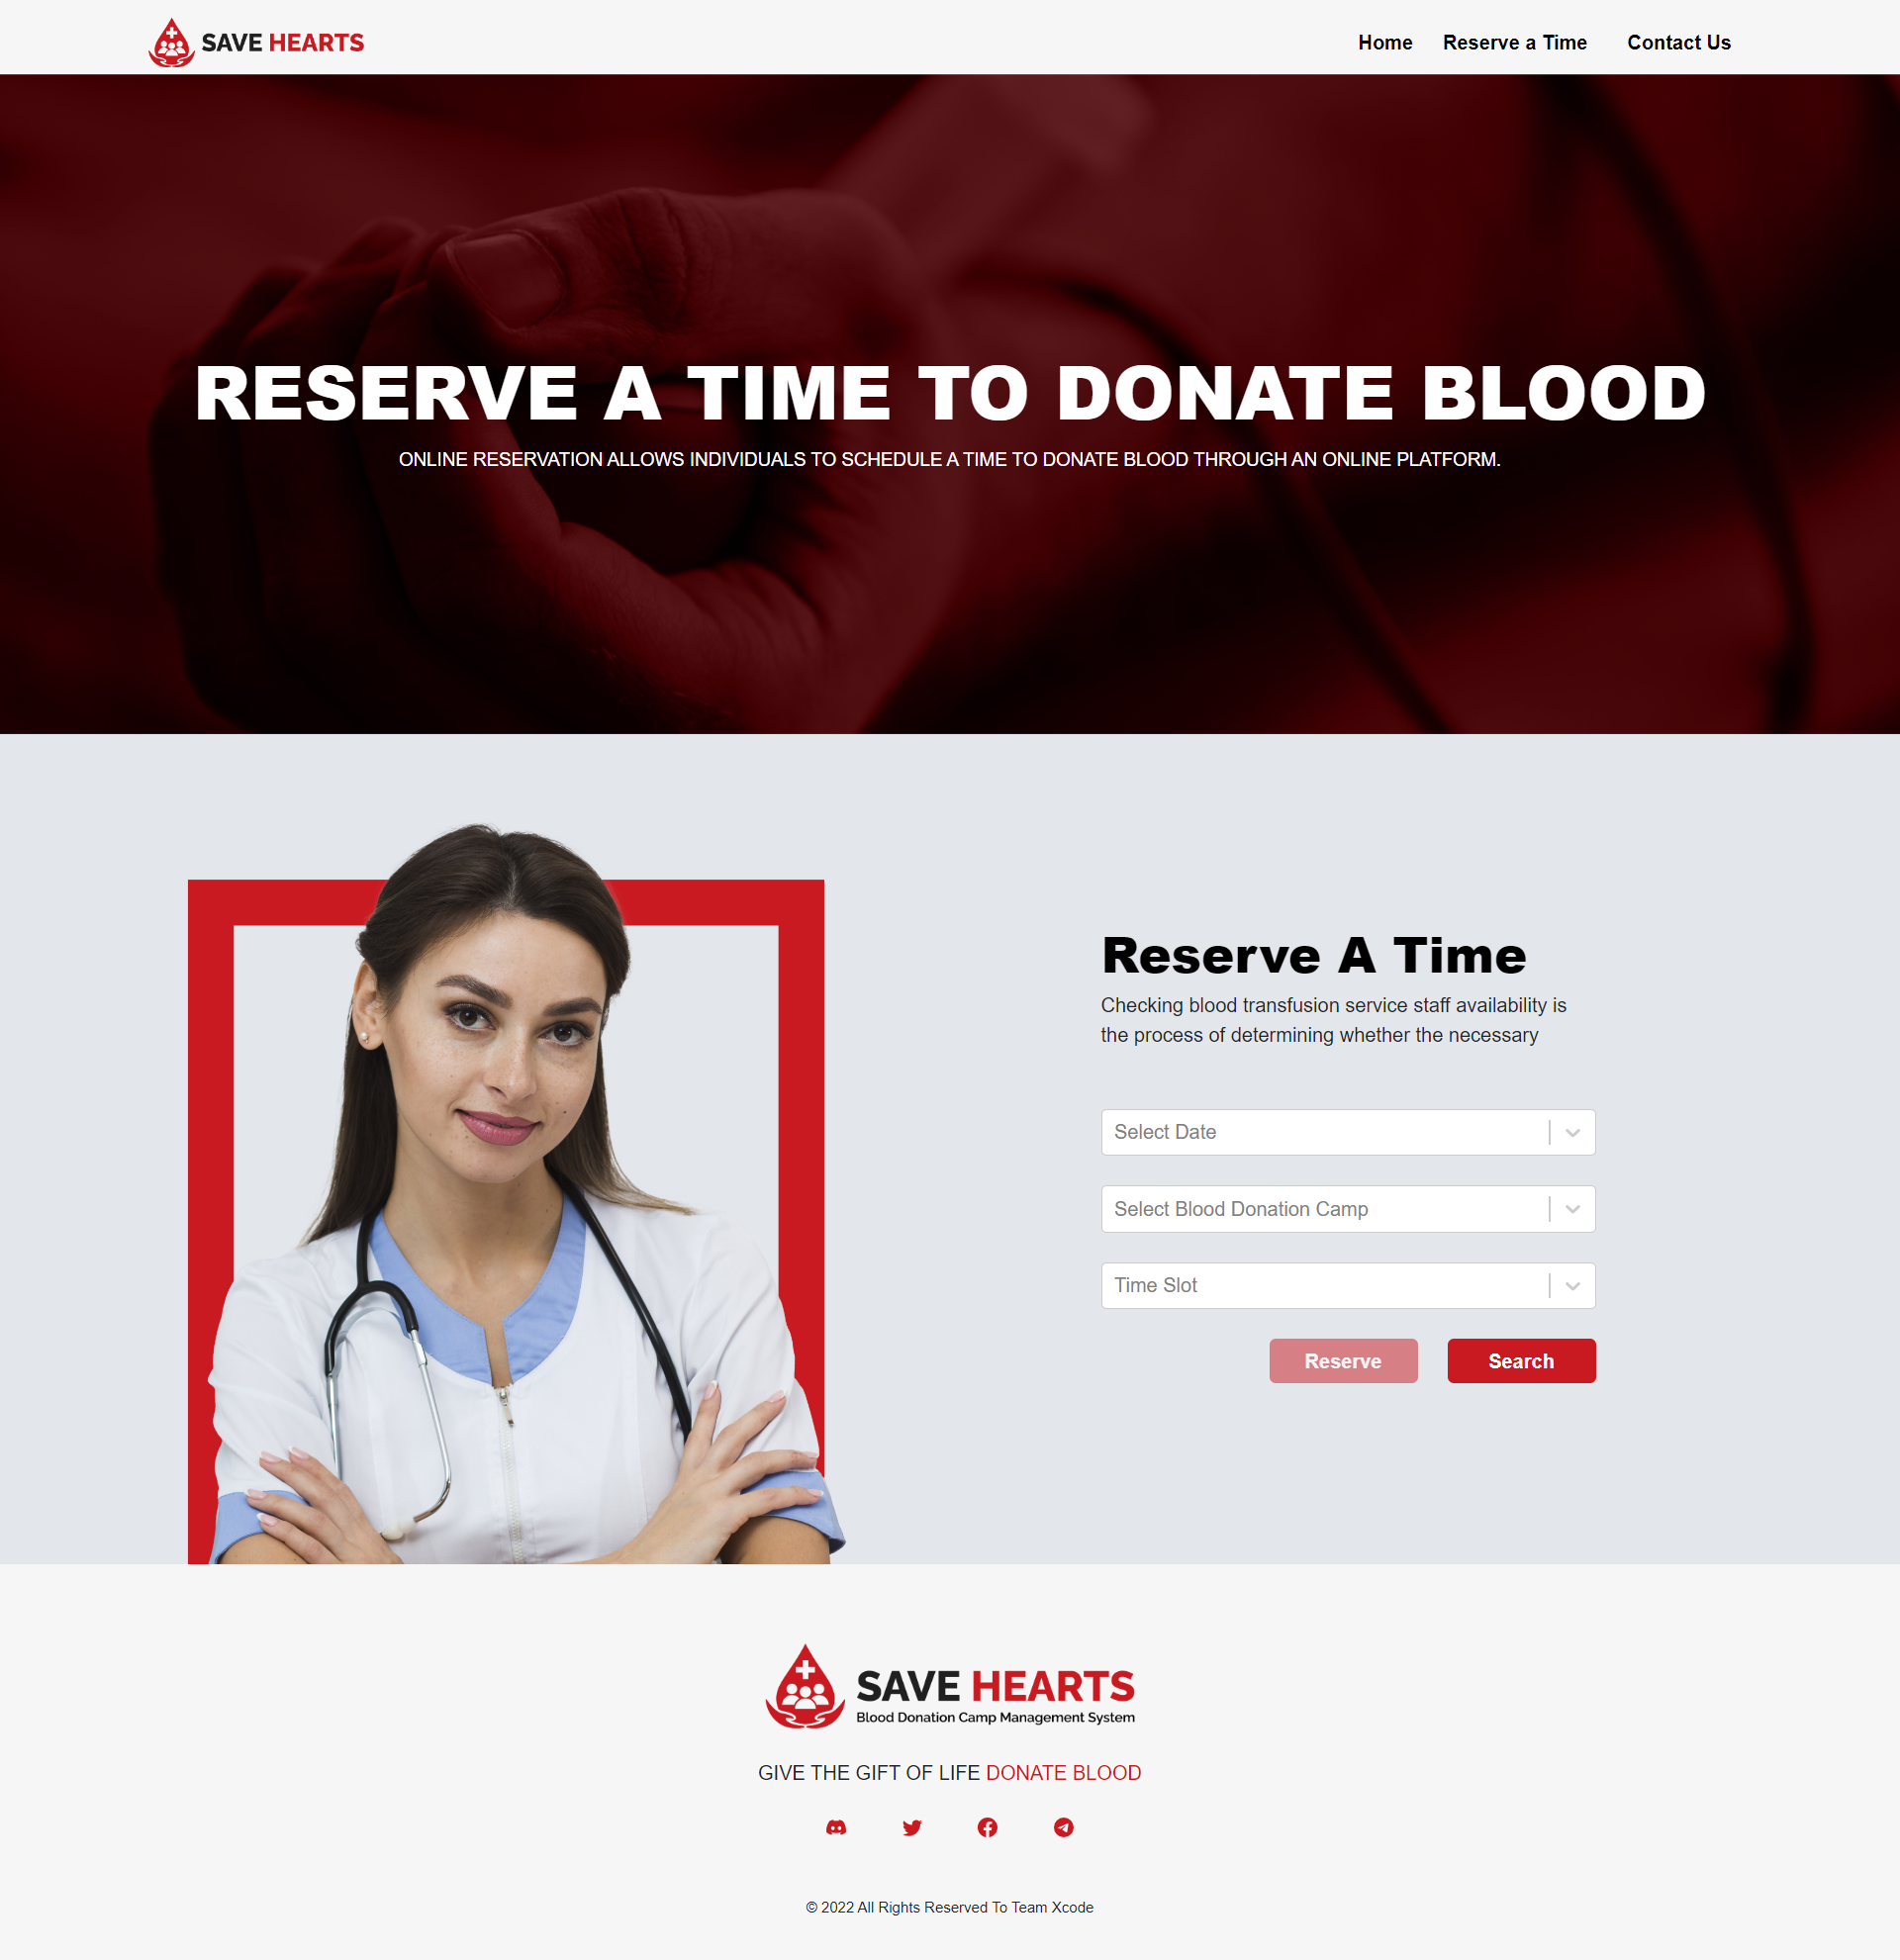 SAVE HEARTS
Home
Reserve a Time
Contact Us
RESERVE A TIME TO DONATE BLOOD
ONLINE RESERVATION ALLOWS INDIVIDUALS TO SCHEDULE A TIME TO DONATE BLOOD THROUGH AN ONLINE PLATFORM.
Reserve A Time
Checking blood transfusion service staff availability is
the process of determining whether the necessary
Select Date
Select Blood Donation Camp
Time Slot
Reserve
Search
SAVE HEARTS
Blood Donation Camp Management System
GIVE THE GIFT OF LIFE DONATE BLOOD
© 2022 All Rights Reserved To Team Xcode